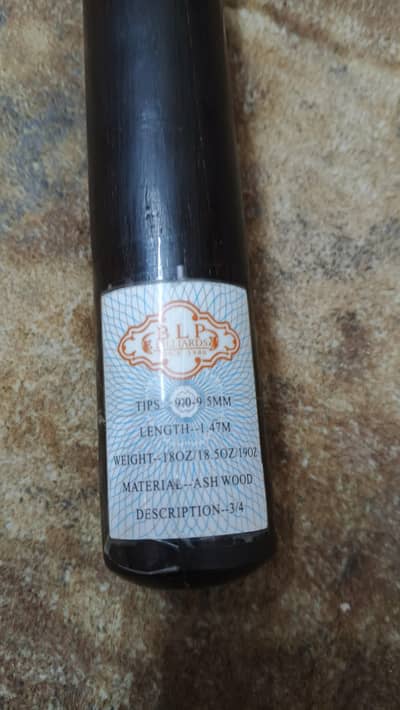 BLP
BILLIARDS
TIPS--9.0-9.5MM
LENGTH--1.47M
WEIGHT--18OZ/18.5OZ/19OZ
MATERIAL--ASH WOOD
DESCRIPTION--3/4